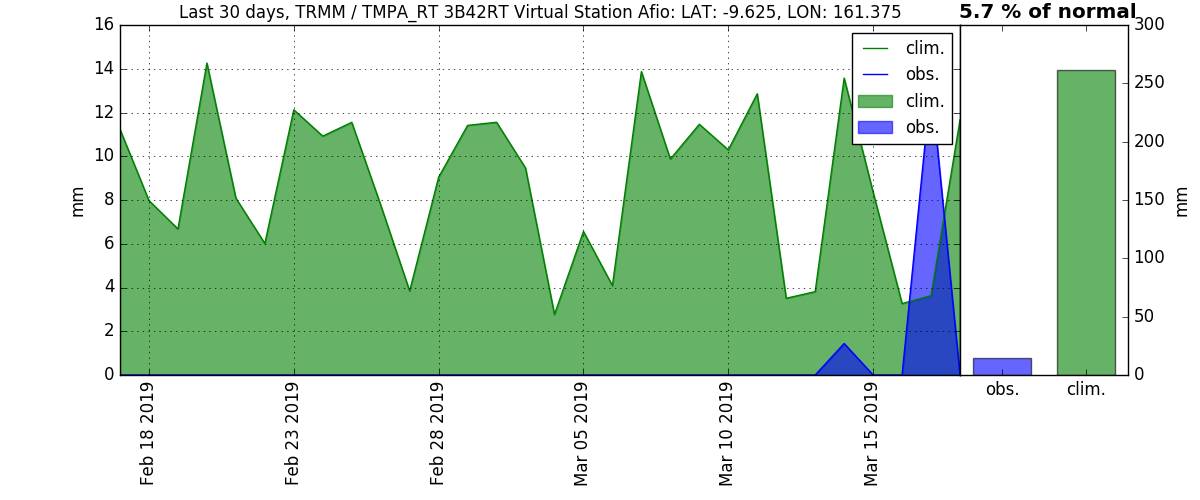 Last 30 days, TRMM / TMPA_RT 3B42RT Virtual Station Afio: LAT: -9.625, LON: 161.375
5.7 % of normal
16
14
12
10
8
6
4
2
0
mm
clim.
obs.
clim.
obs.
Feb 18 2019
Feb 23 2019
Feb 28 2019
Mar 05 2019
Mar 10 2019
Mar 15 2019
300
250
200
150
100
50
0
mm
obs. clim.